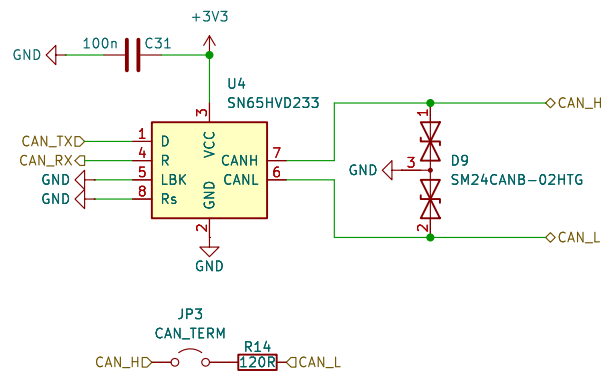 +3V3
100n C31
GND
U4
SN65HVD233
CAN_H
3
1
CAN_TX 1 D VCC
CAN_RX 4 R CANH 7
GND 3 D9
GND 5 LBK CANL 6 SM24CANB-02HTG
GND 8 Rs GND
2
2
CAN_L
GND
JP3
CAN_TERM
R14
CAN_H 120R CAN_L